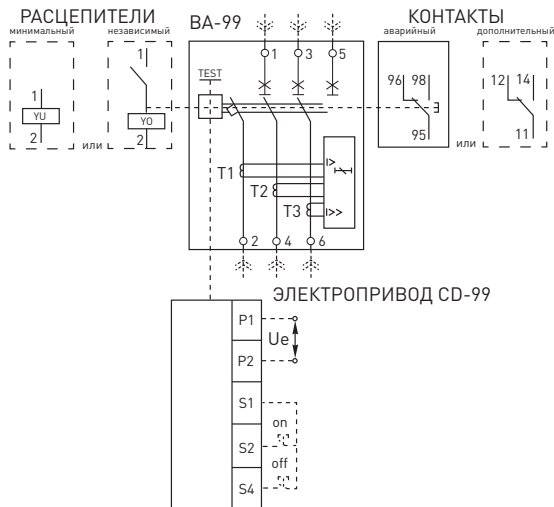 РАСЦЕПИТЕЛИ
минимальный
независимый
ВА-99
КОНТАКТЫ
аварийный
дополнительный
1
3
5
TEST
1
1
YU
YO
2
2
или
96
98
95
12
14
11
или
I>
T1
T2
T3
I>>
2
4
6
ЭЛЕКТРОПРИВОД CD-99
P1
Ue
P2
S1
on
S2
off
S4